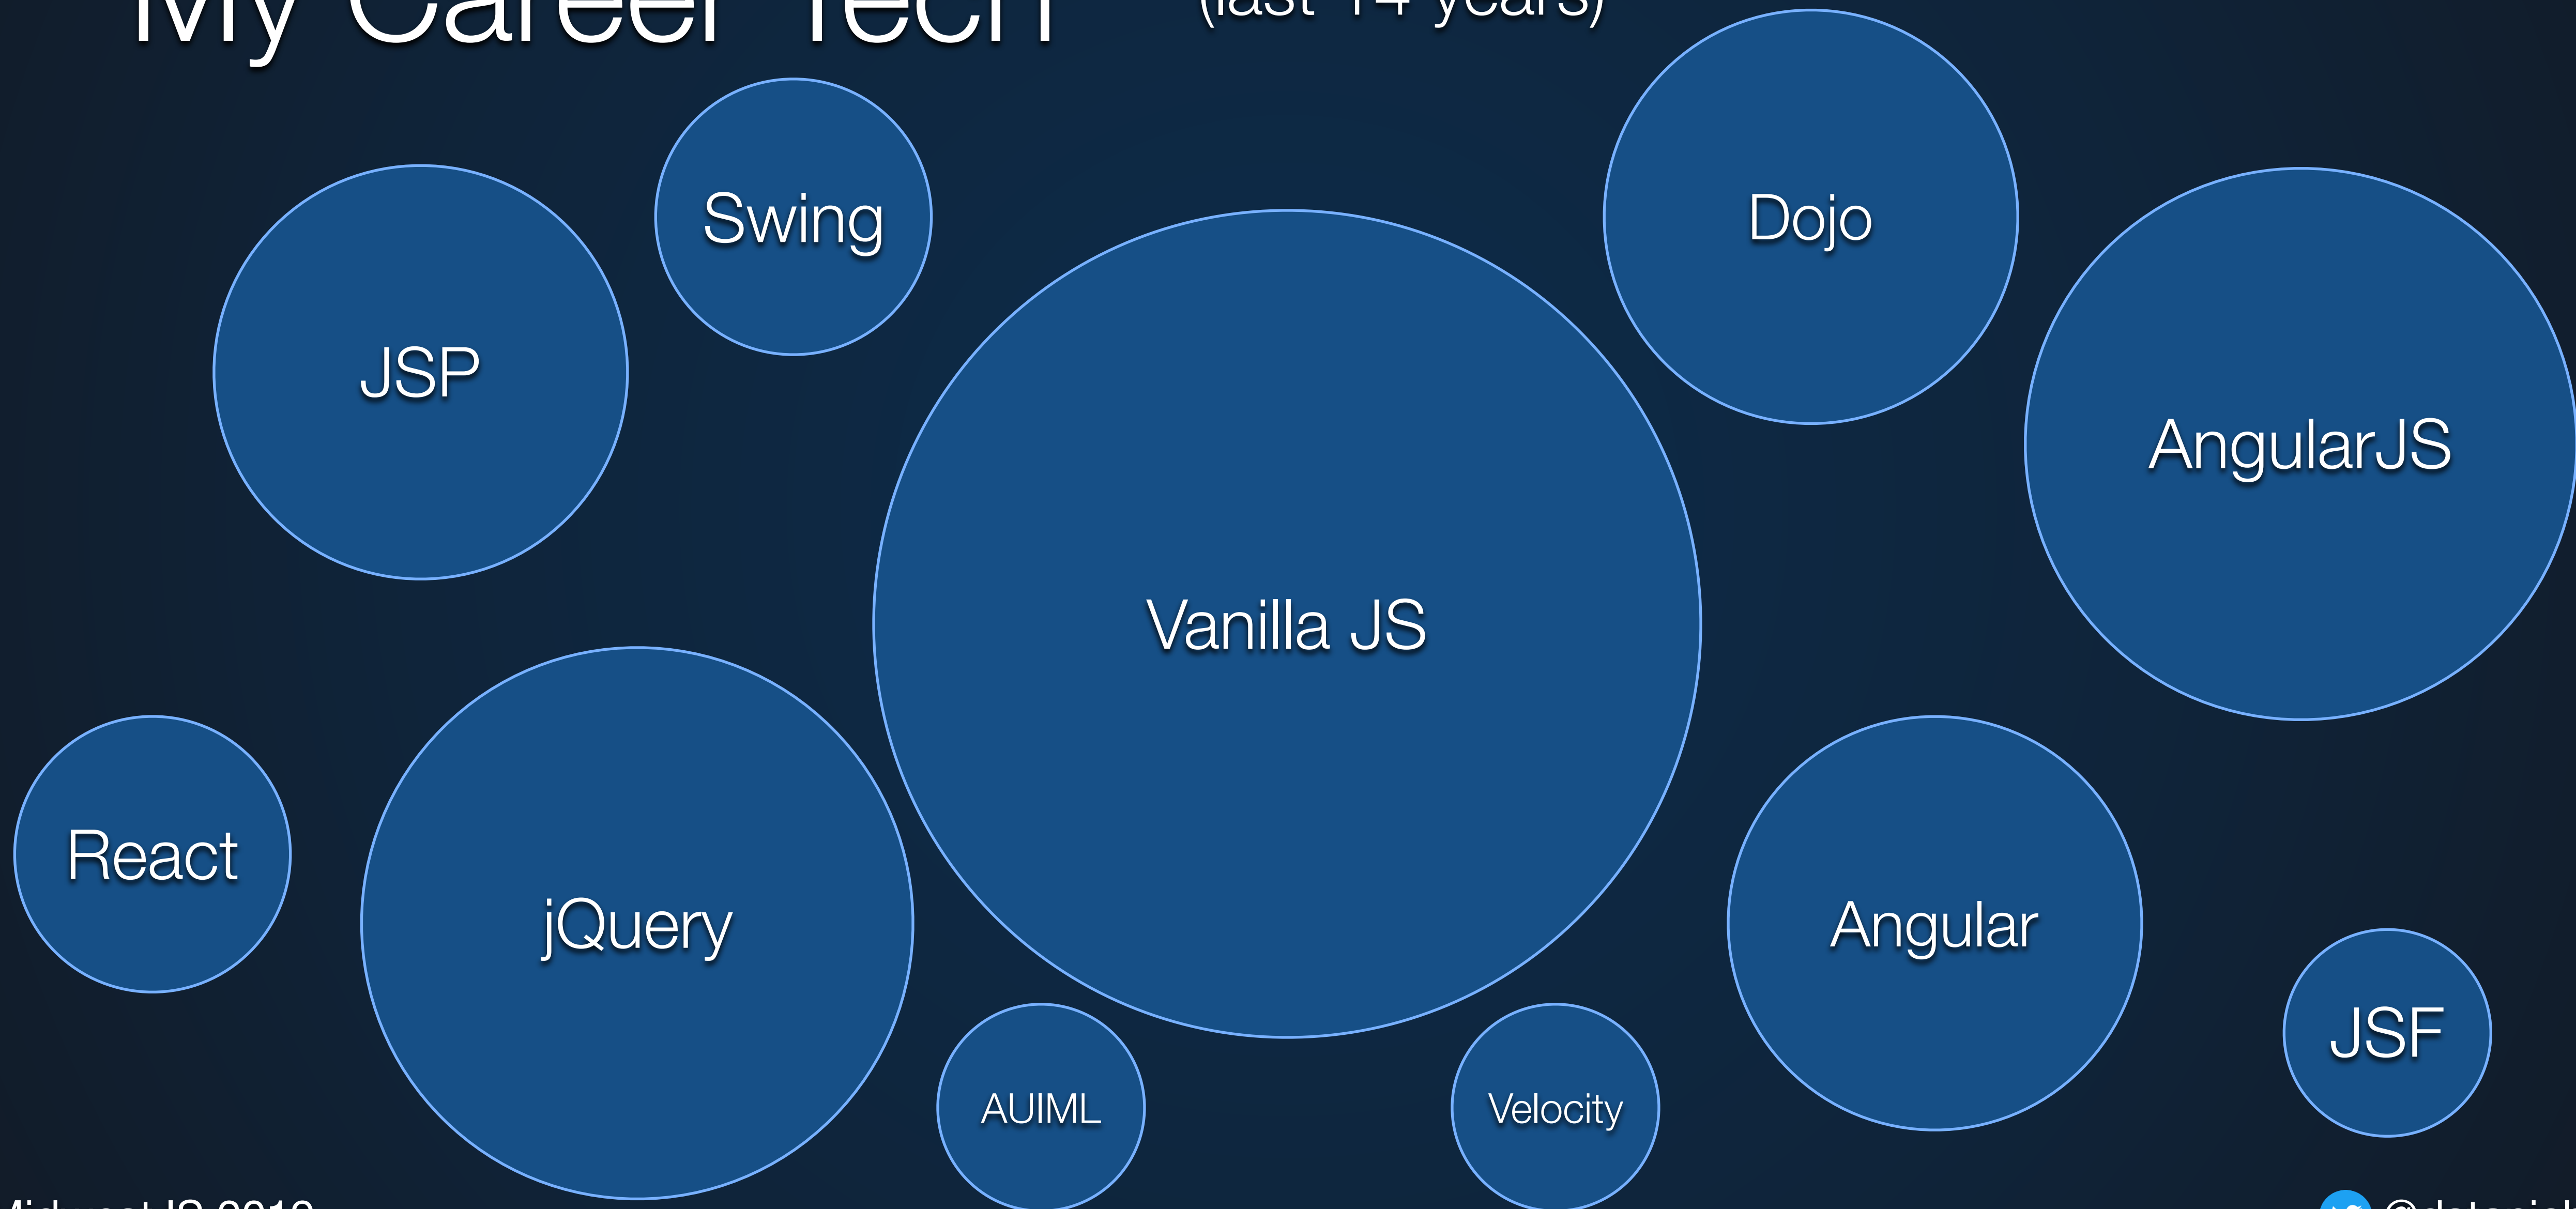 My Career Tech (last 14 years)
Swing
Dojo
JSP
AngularJS
Vanilla JS
React
jQuery
Angular
JSF
AUIML
Velocity